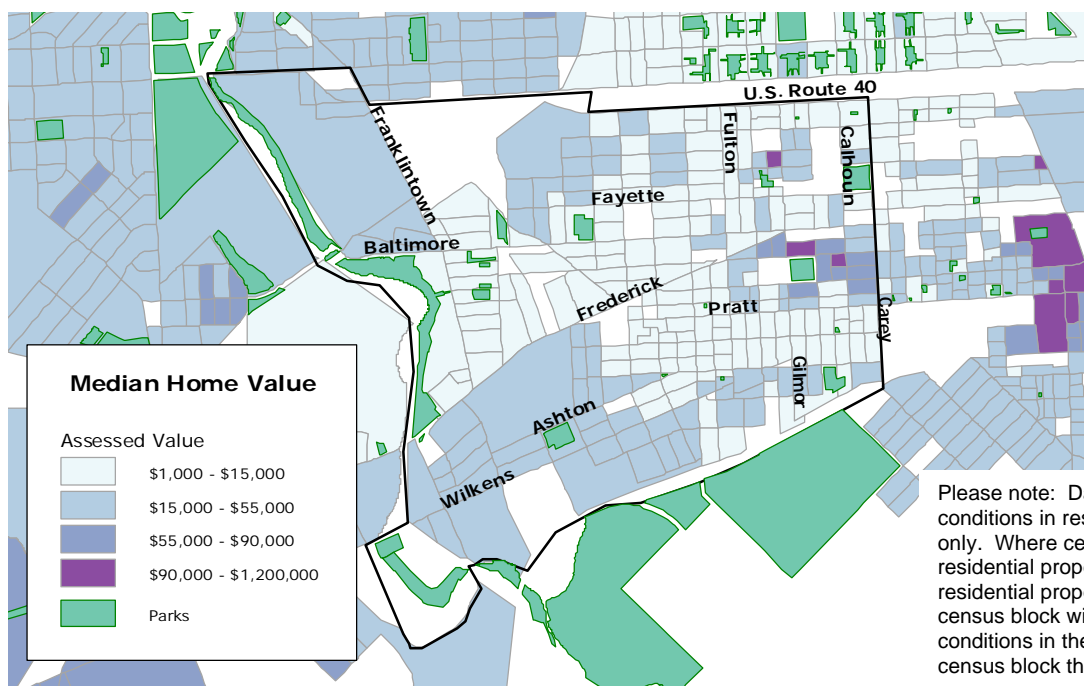 U.S. Route 40
Franklintown
Fulton
Calhoun
Fayette
Baltimore
Frederick
Pratt
Carey
Gilmor
Ashton
Wilkens
Median Home Value
Assessed Value
$1,000 - $15,000
$15,000 - $55,000
$55,000 - $90,000
$90,000 - $1,200,000
Parks
Please note: D
conditions in res
only. Where ce
residential prope
residential prope
census block wi
conditions in the
census block th